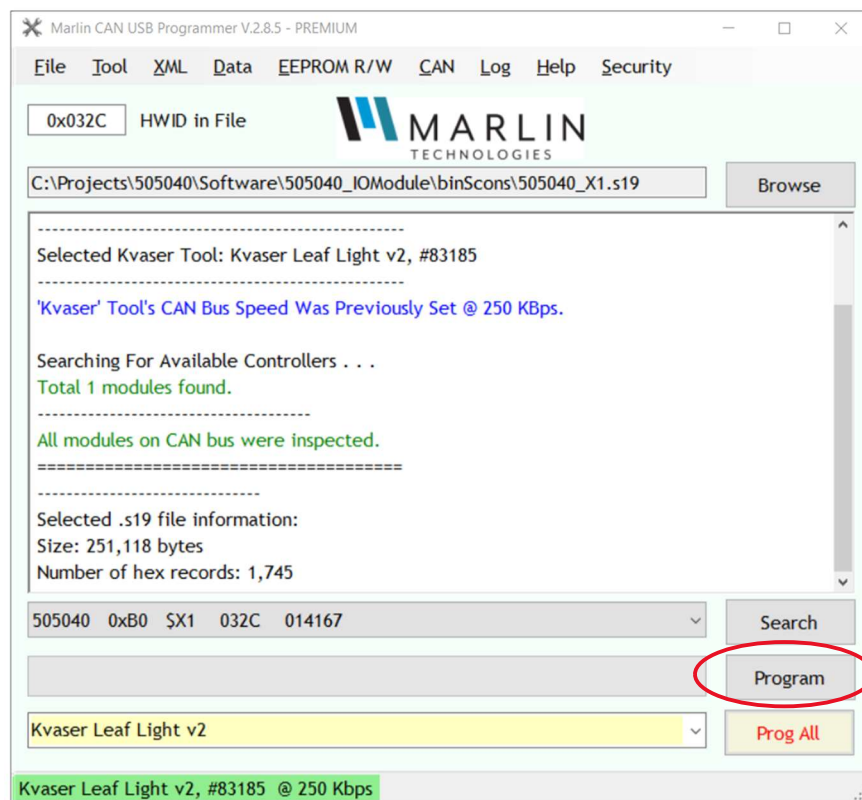 Marlin CAN USB Programmer V.2.8.5 - PREMIUM
File Tool XML Data EEPROM R/W CAN Log Help Security
0x032C HWID in File
MARLIN
TECHNOLOGIES
C:\Projects\505040\Software\505040_IOModule\binScons\505040_X1.s19 Browse
--------------------------------------------------
Selected Kvaser Tool: Kvaser Leaf Light v2, #83185
--------------------------------------------------
'Kvaser' Tool's CAN Bus Speed Was Previously Set @ 250 KBps.
Searching For Available Controllers . . .
Total 1 modules found.
-------------------------------------
All modules on CAN bus were inspected.
======================================
------------------------------
Selected .s19 file information:
Size: 251,118 bytes
Number of hex records: 1,745
505040 0xB0 $X1 032C 014167 Search
Program
Kvaser Leaf Light v2 Prog All
Kvaser Leaf Light v2, #83185 @ 250 Kbps